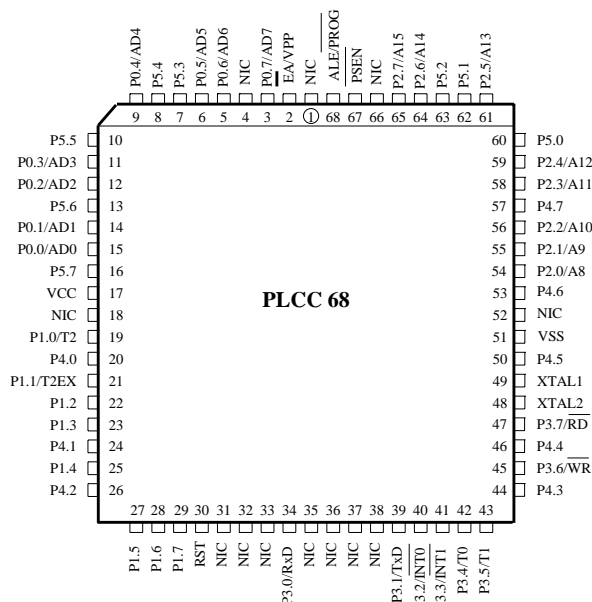 P0.4/AD4
P5.4
P5.3
P0.5/AD5
P0.6/AD6
NIC
P0.7/AD7
EA/VPP
NIC
ALE/PROG
PSEN
NIC
P2.7/A15
P2.6/A14
P5.2
P5.1
P2.5/A13
9 8 7 6 5 4 3 2 1 68 67 66 65 64 63 62 61
P5.5 10 60 P5.0
P0.3/AD3 11 59 P2.4/A12
P0.2/AD2 12 58 P2.3/A11
P5.6 13 57 P4.7
P0.1/AD1 14 56 P2.2/A10
P0.0/AD0 15 55 P2.1/A9
P5.7 16 54 P2.0/A8
VCC 17 PLCC 68 53 P4.6
NIC 18 52 NIC
P1.0/T2 19 51 VSS
P4.0 20 50 P4.5
P1.1/T2EX 21 49 XTAL1
P1.2 22 48 XTAL2
P1.3 23 47 P3.7/RD
P4.1 24 46 P4.4
P1.4 25 45 P3.6/WR
P4.2 26 44 P4.3
27 28 29 30 31 32 33 34 35 36 37 38 39 40 41 42 43
P1.5
P1.6
P1.7
RST
NIC
NIC
NIC
P3.0/RxD
NIC
NIC
NIC
NIC
P3.1/TxD
3.2/INT0
3.3/INT1
P3.4/T0
P3.5/T1